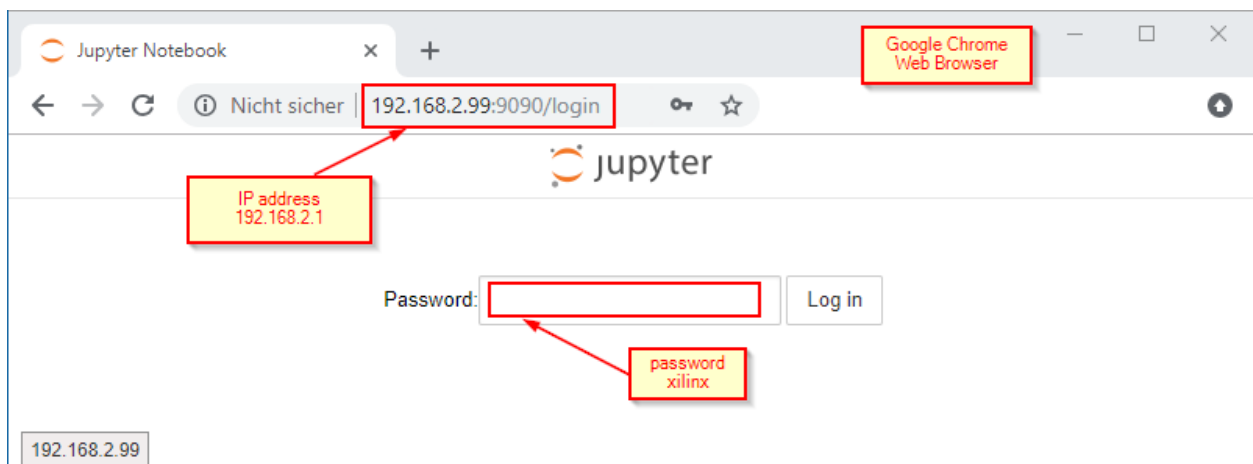 Jupyter Notebook
Google Chrome
Web Browser
Nicht sicher
192.168.2.99:9090/login
jupyter
IP address
192.168.2.1
Password:
Log in
password
xilinx
192.168.2.99